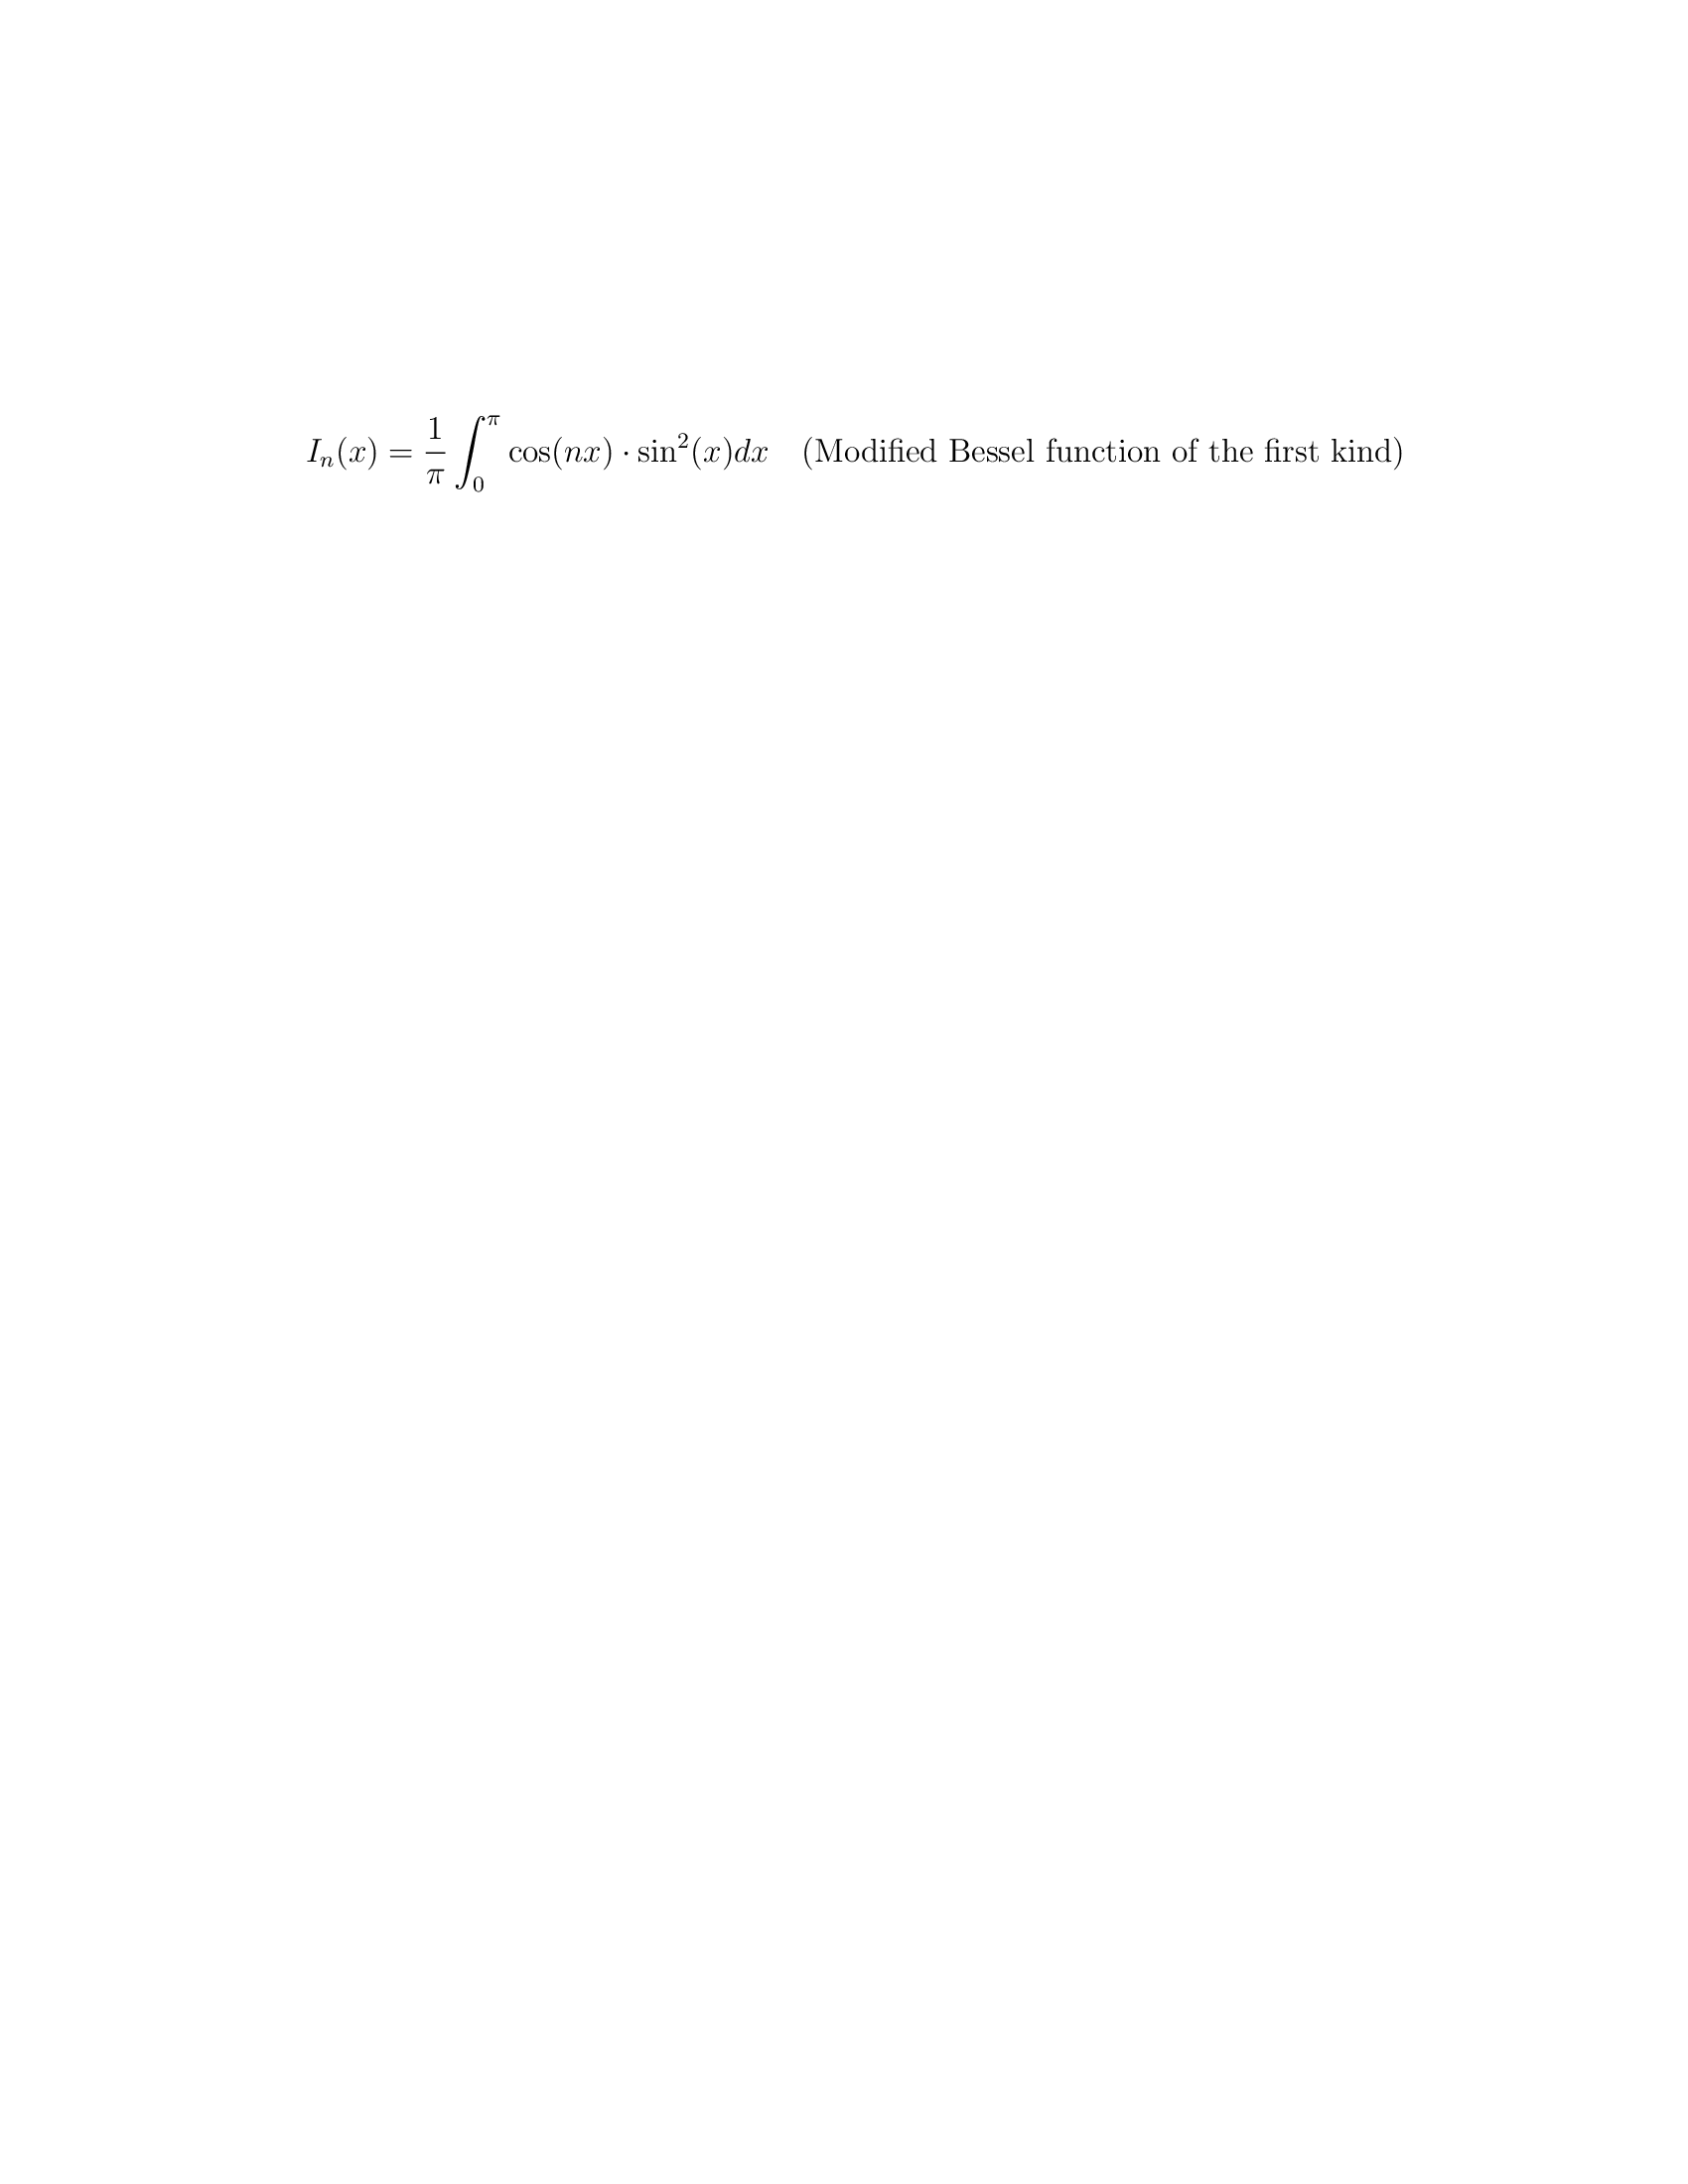 $I_n(x) = \frac{1}{\pi} \int_0^{\pi} \cos(nx) \cdot \sin^2(x) dx \quad \text{(Modified Bessel function of the first kind)}$